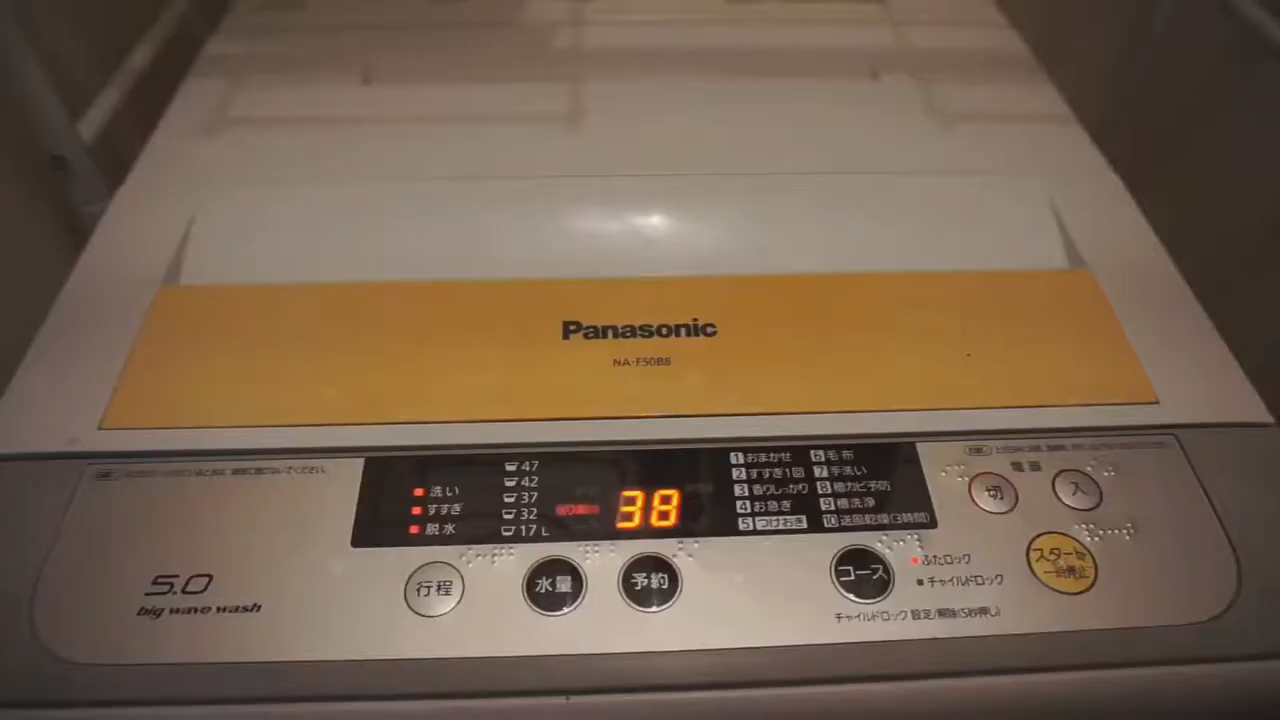 Panasonic
NA-F50B8
電源
切
入
洗い
すすぎ
脱水
47
42
37
32
17 L
残り時間
38
1 おまかせ
2 すすぎ1回
3 香りしっかり
4 お急ぎ
5 つけおき
6 毛布
7 手洗い
8 槽カビ予防
9 槽洗浄
10 送風乾燥(3時間)
5.0
big wave wash
行程
水量
予約
コース
ふたロック
チャイルドロック
チャイルドロック 設定/解除(5秒押し)
スタート
一時停止